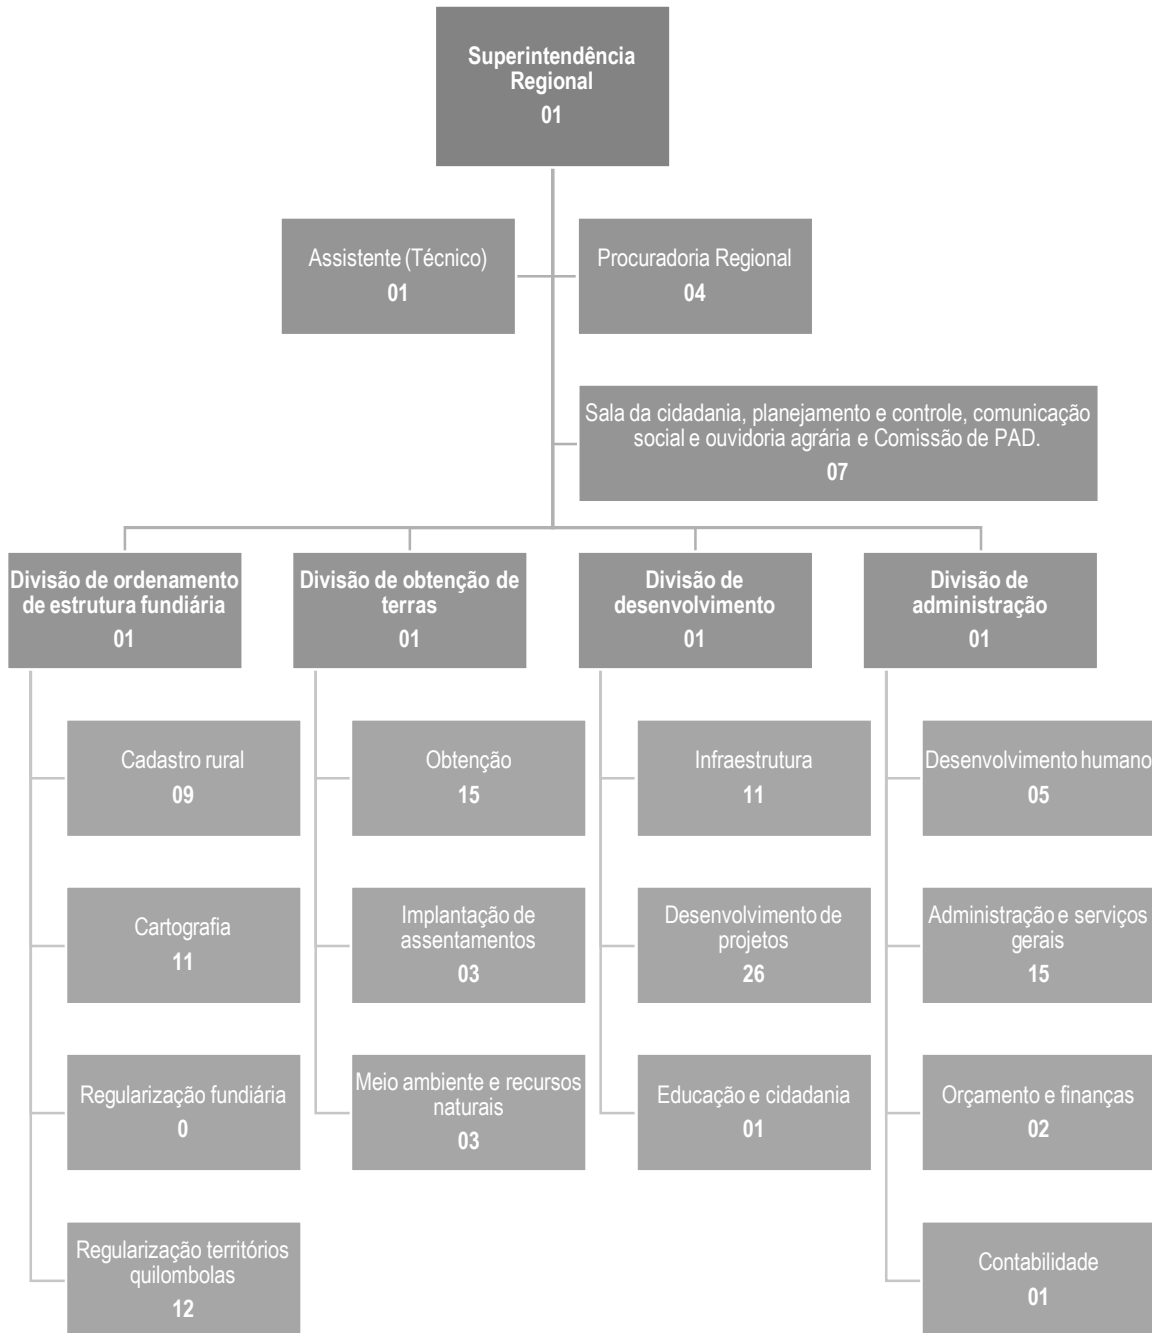 Superintendência
Regional
01
Assistente (Técnico)
01
Procuradoria Regional
04
Sala da cidadania, planejamento e controle, comunicação
social e ouvidoria agrária e Comissão de PAD.
07
Divisão de ordenamento
de estrutura fundiária
01
Divisão de obtenção de
terras
01
Divisão de
desenvolvimento
01
Divisão de
administração
01
Cadastro rural
09
Obtenção
15
Infraestrutura
11
Desenvolvimento humano
05
Cartografia
11
Implantação de
assentamentos
03
Desenvolvimento de
projetos
26
Administração e serviços
gerais
15
Regularização fundiária
0
Meio ambiente e recursos
naturais
03
Educação e cidadania
01
Orçamento e finanças
02
Regularização territórios
quilombolas
12
Contabilidade
01